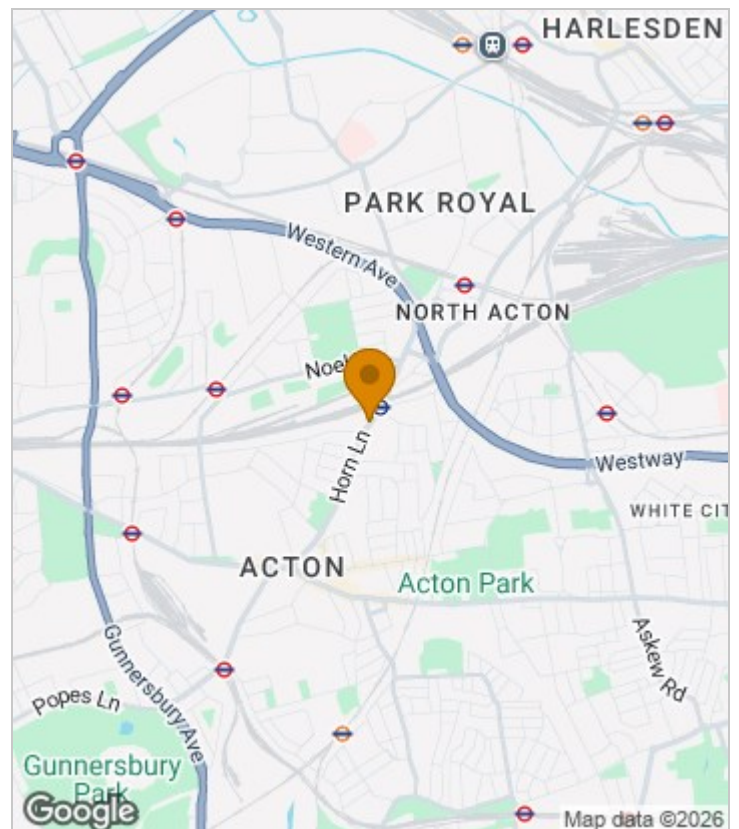 HARLESDEN
PARK ROYAL
Western Ave
NORTH ACTON
Noel
Horn Ln
Westway
WHITE CIT
ACTON
Acton Park
Askew Rd
Gunnersbury Ave
Popes Ln
Gunnersbury
Park
Google
Map data ©2026